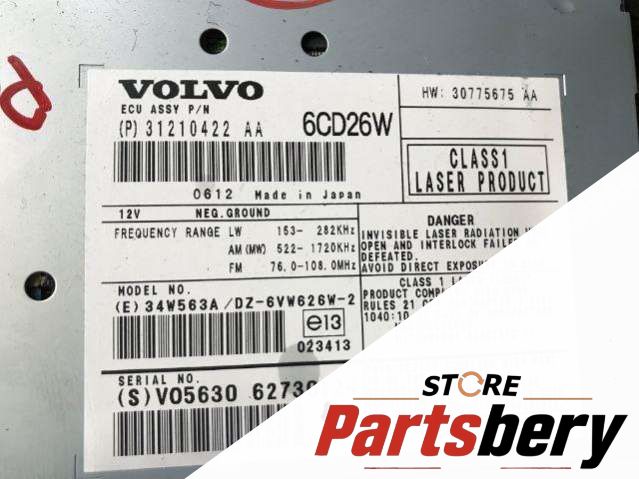 VOLVO
ECU ASSY P/N
(P) 31210422 AA
6CD26W
HW: 30775675 AA
CLASS1
LASER PRODUCT
0612 Made in Japan
12V NEG.GROUND
FREQUENCY RANGE LW 153- 282KHz
AM(MW) 522- 1720KHz
FM 76.0-108.0MHz
DANGER
INVISIBLE LASER RADIATION
OPEN AND INTERLOCK
DEFEATED.
AVOID DIRECT
CLASS 1
PRODUCT
RULES 21
1040:10
MODEL NO.
(E) 34W563A/DZ-6VW626W-2
e13
023413
SERIAL NO.
(S) V05630
STORE
Partsbery